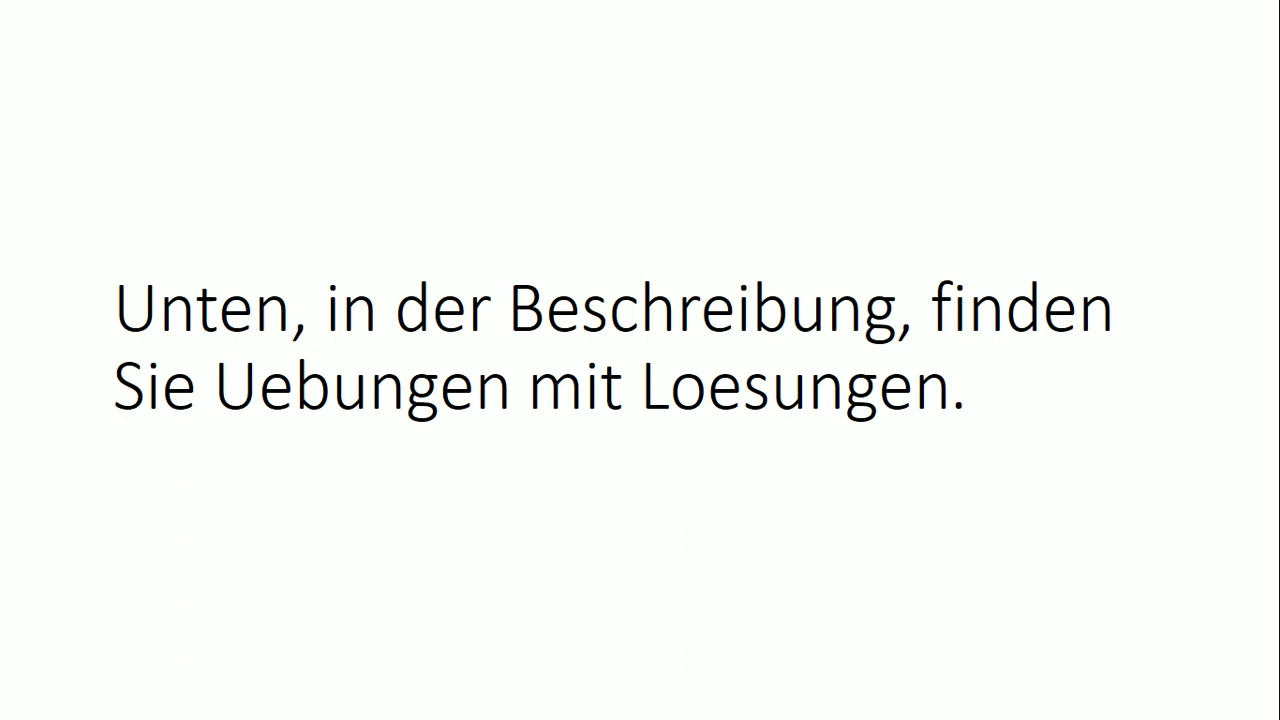 Unten, in der Beschreibung, finden
Sie Uebungen mit Loesungen.